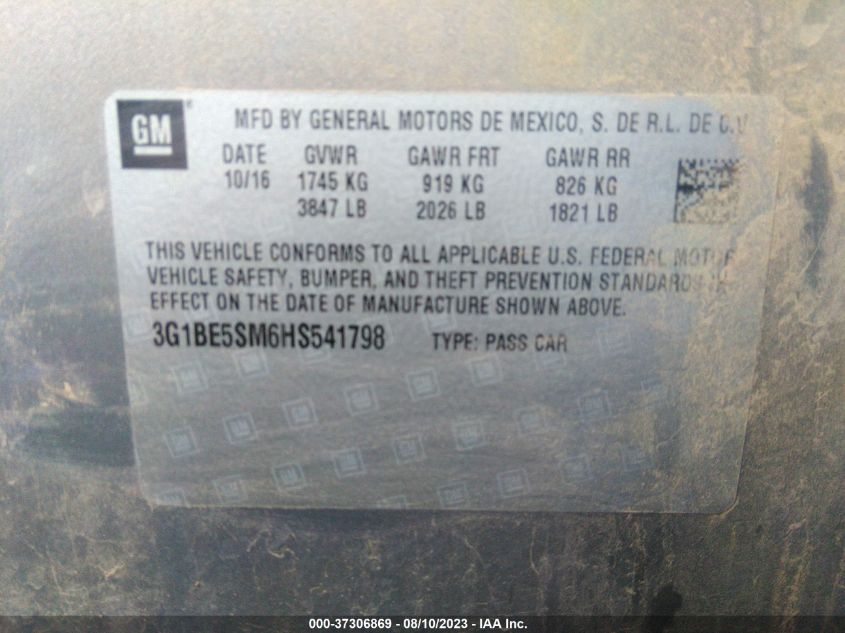 GM ® MFD BY GENERAL MOTORS DE MEXICO, S. DE R.L. DE C.V
DATE GVWR GAWR FRT GAWR RR
10/16 1745 KG 919 KG 826 KG
3847 LB 2026 LB 1821 LB
THIS VEHICLE CONFORMS TO ALL APPLICABLE U.S. FEDERAL MOTOR
VEHICLE SAFETY, BUMPER, AND THEFT PREVENTION STANDARDS IN
EFFECT ON THE DATE OF MANUFACTURE SHOWN ABOVE.
3G1BE5SM6HS541798 TYPE: PASS CAR
000-37306869 — 08/10/2023 — IAA Inc.